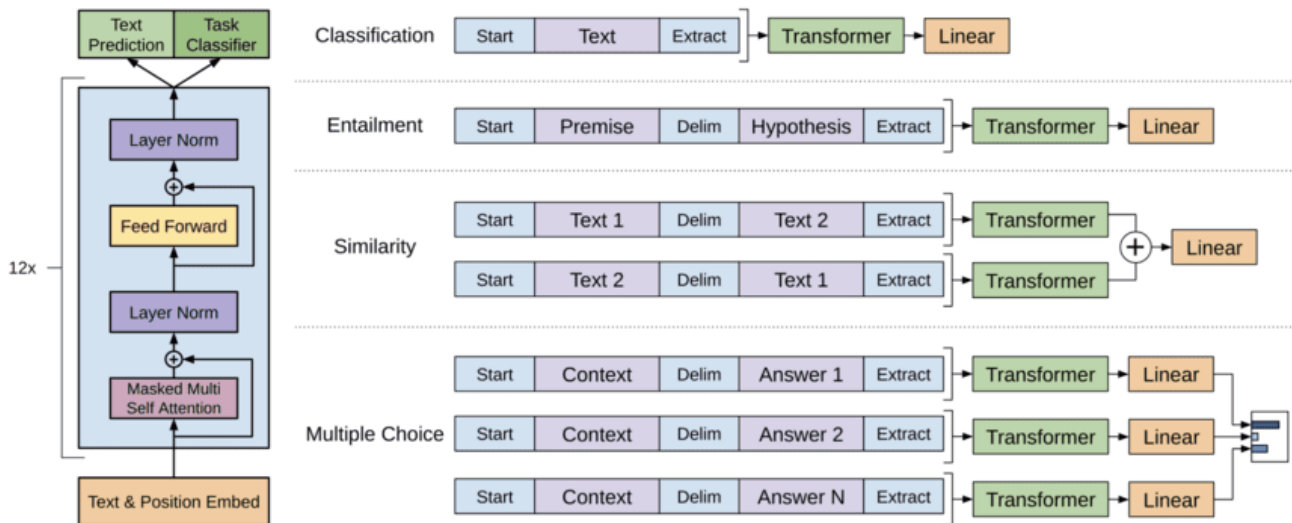 Text
Prediction
Task
Classifier
Layer Norm
Feed Forward
12x
Layer Norm
Masked Multi
Self Attention
Text & Position Embed
Classification
Start Text Extract Transformer Linear
Entailment
Start Premise Delim Hypothesis Extract Transformer Linear
Similarity
Start Text 1 Delim Text 2 Extract Transformer
Start Text 2 Delim Text 1 Extract Transformer
Linear
Multiple Choice
Start Context Delim Answer 1 Extract Transformer Linear
Start Context Delim Answer 2 Extract Transformer Linear
Start Context Delim Answer N Extract Transformer Linear